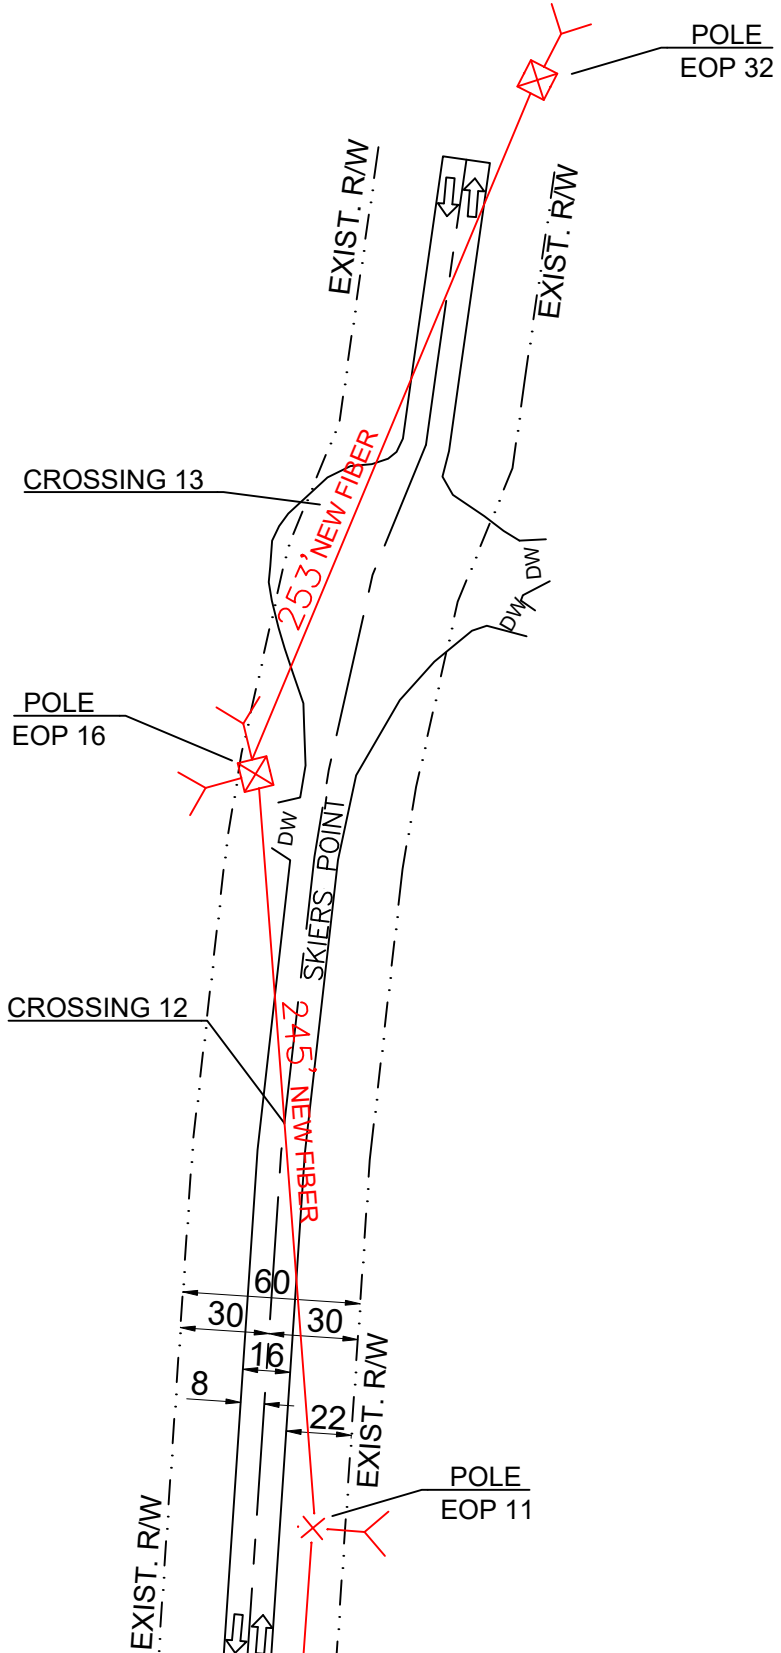 POLE
EOP 32
EXIST. R/W
EXIST. R/W
CROSSING 13
253' NEW FIBER
DW
DW
POLE
EOP 16
DW
SKIERS POINT
CROSSING 12
245' NEW FIBER
60
30
30
16
8
22
EXIST. R/W
POLE
EOP 11
EXIST. R/W